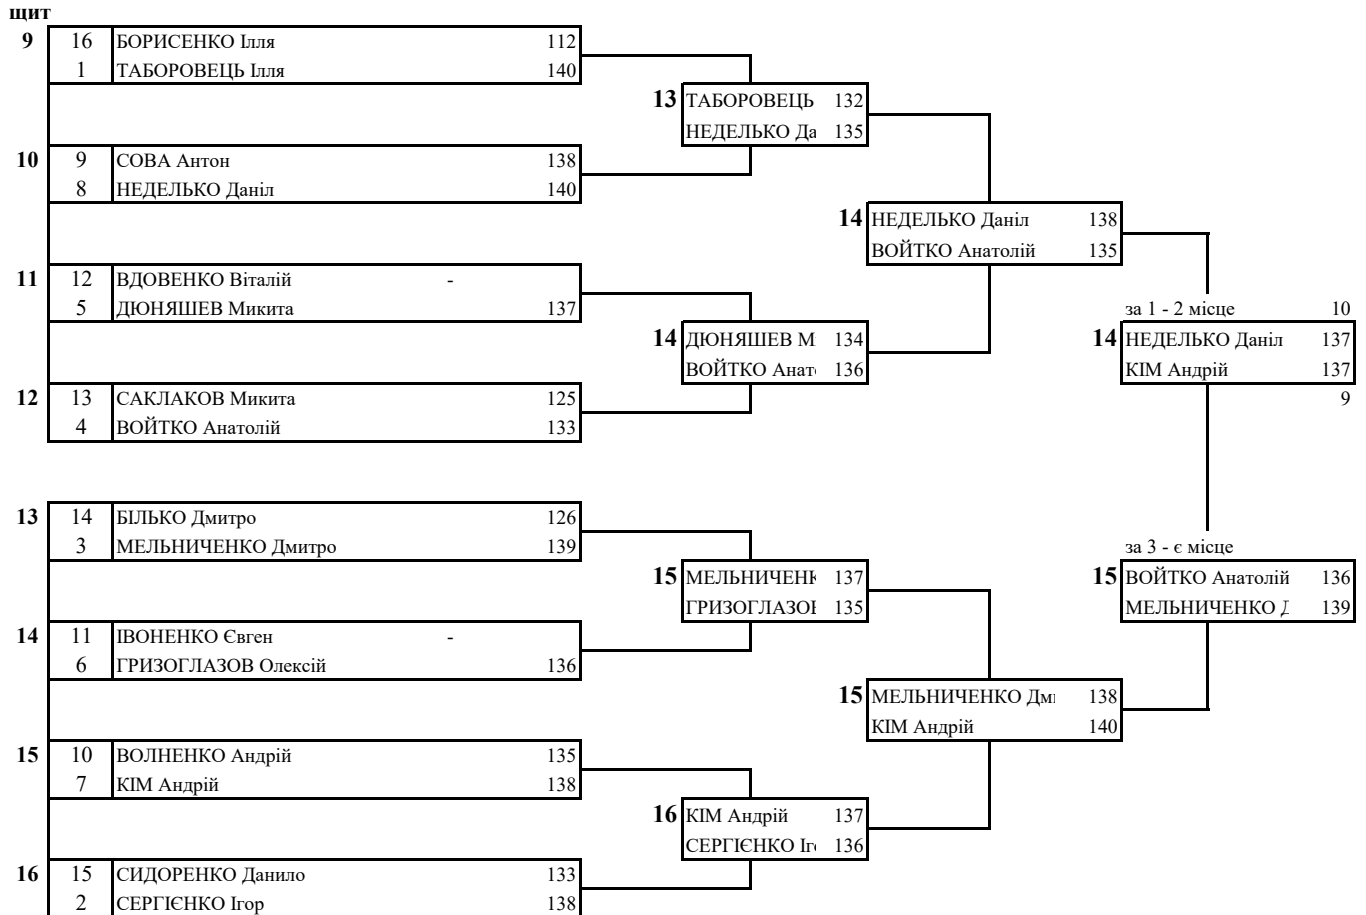 щит
9 16 БОРИСЕНКО Ілля 112
1 ТАБОРОВЕЦЬ Ілля 140
13 ТАБОРОВЕЦЬ 132
НЕДЕЛЬКО Да 135
10 9 СОВА Антон 138
8 НЕДЕЛЬКО Даніл 140
14 НЕДЕЛЬКО Даніл 138
ВОЙТКО Анатолій 135
11 12 ВДОВЕНКО Віталій -
5 ДЮНЯШЕВ Микита 137
за 1 - 2 місце 10
14 ДЮНЯШЕВ М 134
ВОЙТКО Анат 136
14 НЕДЕЛЬКО Даніл 137
КІМ Андрій 137
9
12 13 САКЛАКОВ Микита 125
4 ВОЙТКО Анатолій 133
13 14 БІЛЬКО Дмитро 126
3 МЕЛЬНИЧЕНКО Дмитро 139
за 3 - є місце
15 МЕЛЬНИЧЕНК 137
ГРИЗОГЛАЗОВ 135
15 ВОЙТКО Анатолій 136
МЕЛЬНИЧЕНКО Д 139
14 11 ІВОНЕНКО Євген -
6 ГРИЗОГЛАЗОВ Олексій 136
15 МЕЛЬНИЧЕНКО Дми 138
КІМ Андрій 140
15 10 ВОЛНЕНКО Андрій 135
7 КІМ Андрій 138
16 КІМ Андрій 137
СЕРГІЄНКО Іг 136
16 15 СИДОРЕНКО Данило 133
2 СЕРГІЄНКО Ігор 138